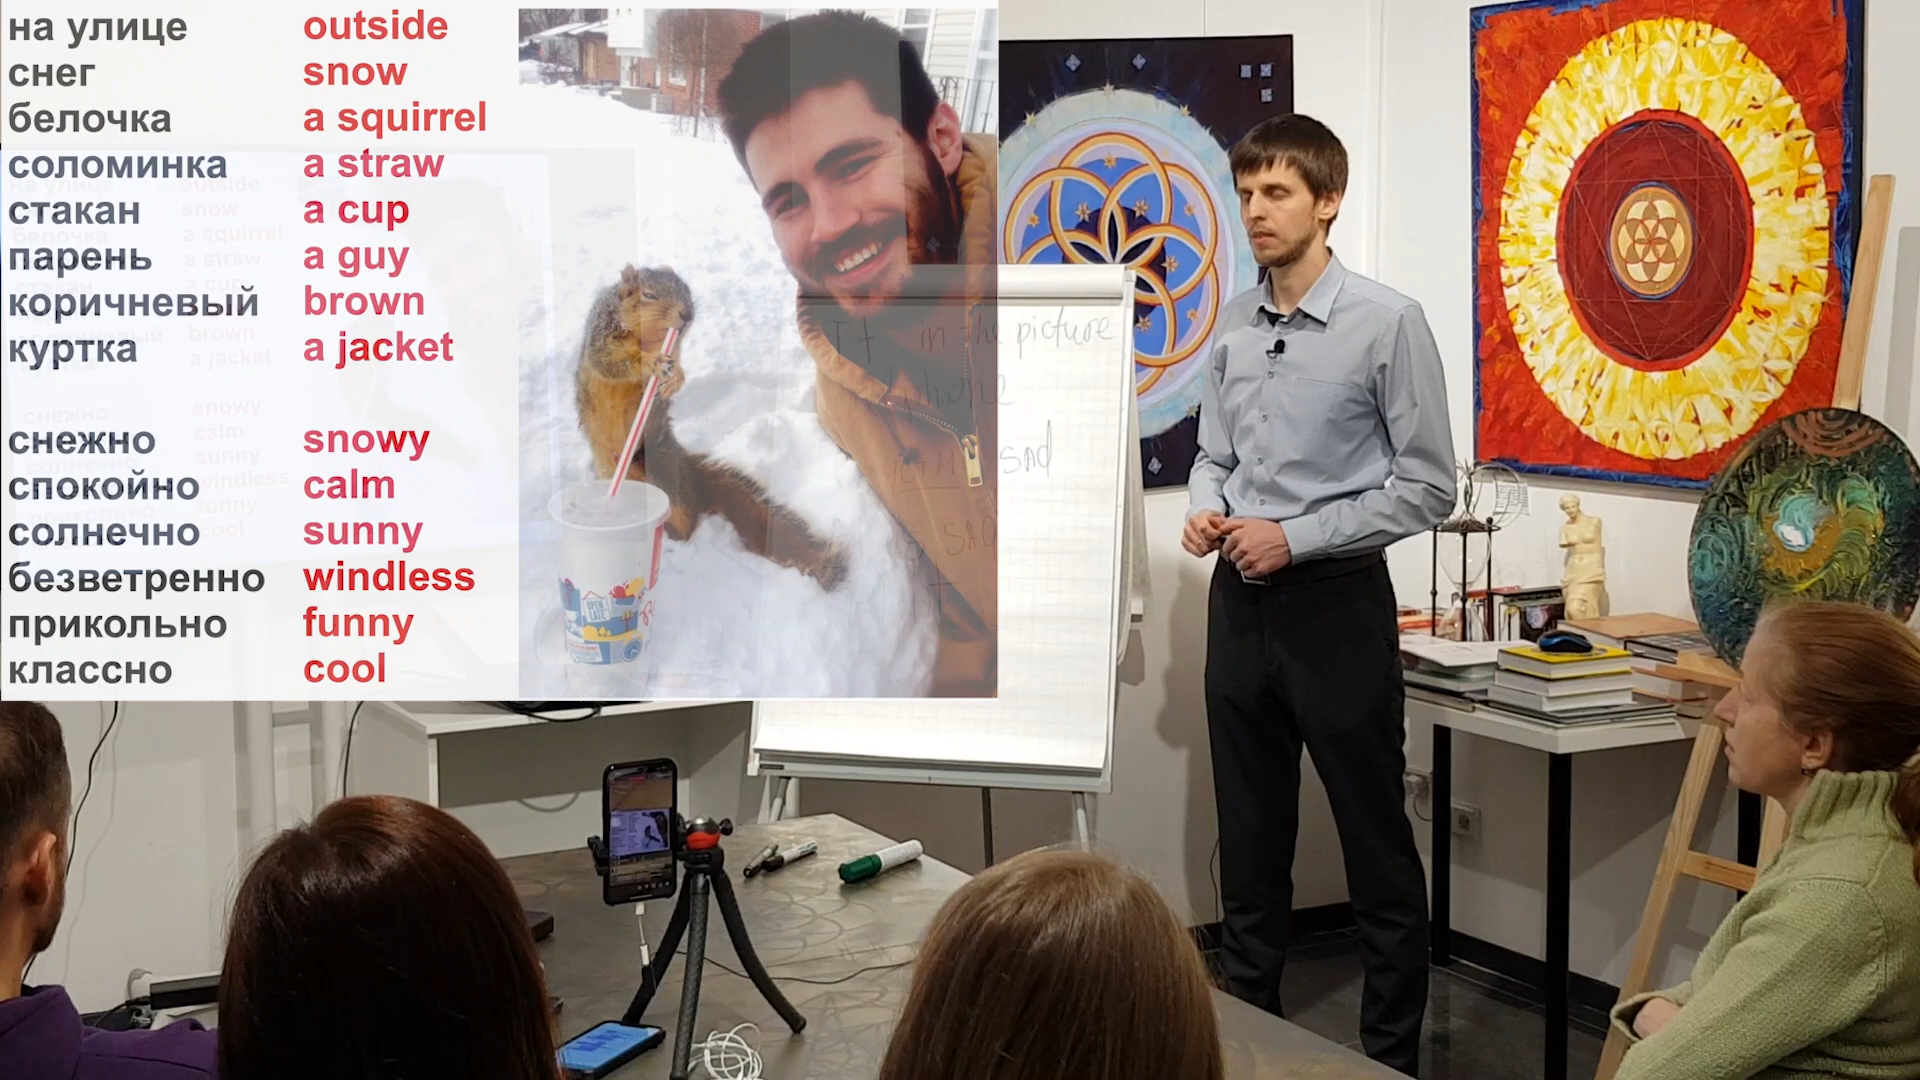 на улице outside
снег snow
белочка a squirrel
соломинка a straw
стакан a cup
парень a guy
коричневый brown
куртка a jacket
снежно snowy
спокойно calm
солнечно sunny
безветренно windless
прикольно funny
классно cool
in the picture
SAD